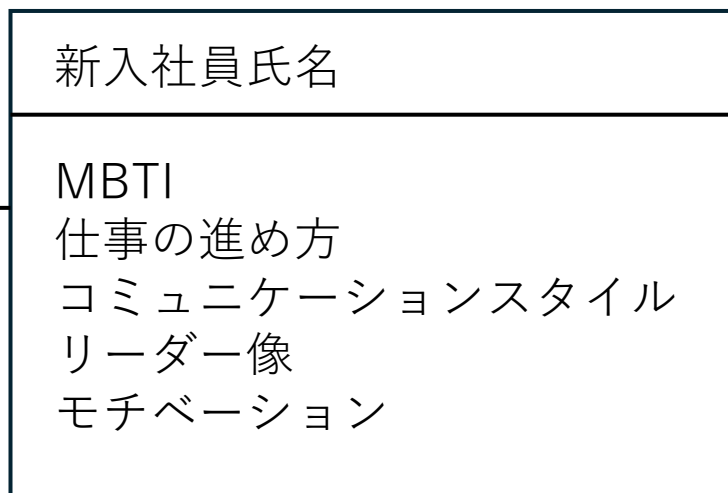 新入社員氏名
MBTI
仕事の進め方
コミュニケーションスタイル
リーダー像
モチベーション